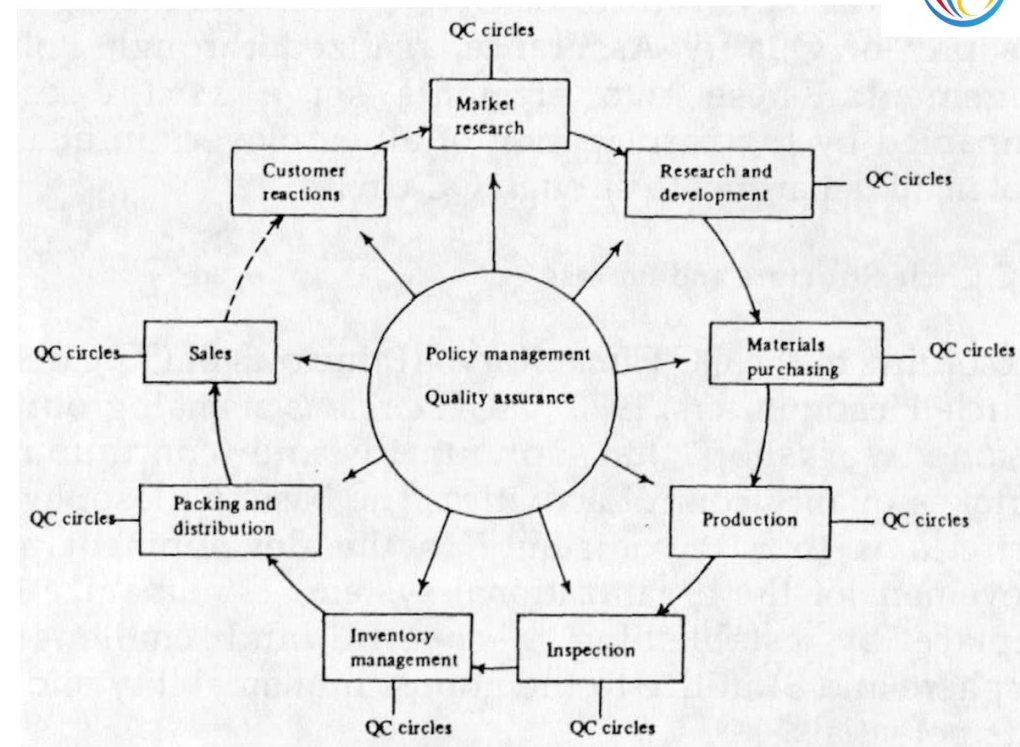 QC circles
Market
research
Customer
reactions
Research and
development
QC circles
QC circles
Sales
Policy management
Quality assurance
Materials
purchasing
QC circles
QC circles
Packing and
distribution
Production
QC circles
Inventory
management
Inspection
QC circles
QC circles